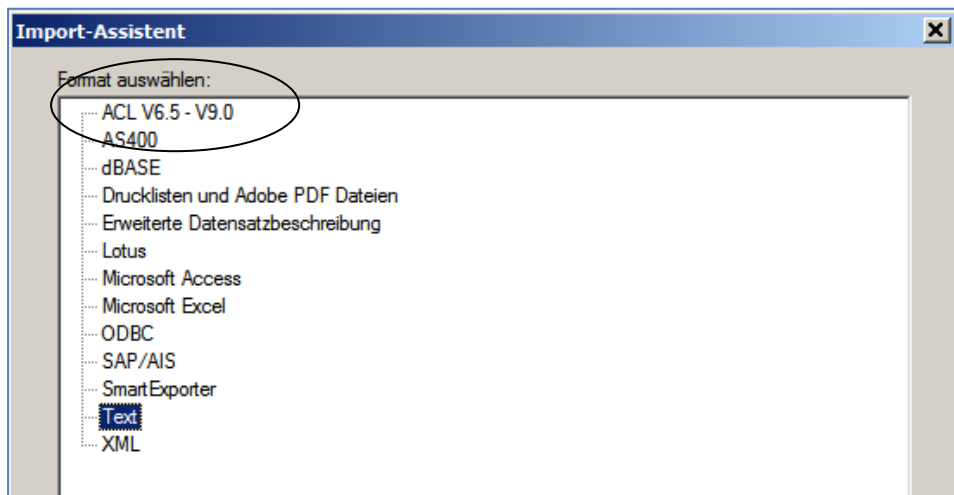 Import-Assistent
Format auswählen:
ACL V6.5 - V9.0
AS400
dBASE
Drucklisten und Adobe PDF Dateien
Erweiterte Datensatzbeschreibung
Lotus
Microsoft Access
Microsoft Excel
ODBC
SAP/AIS
SmartExporter
Text
XML